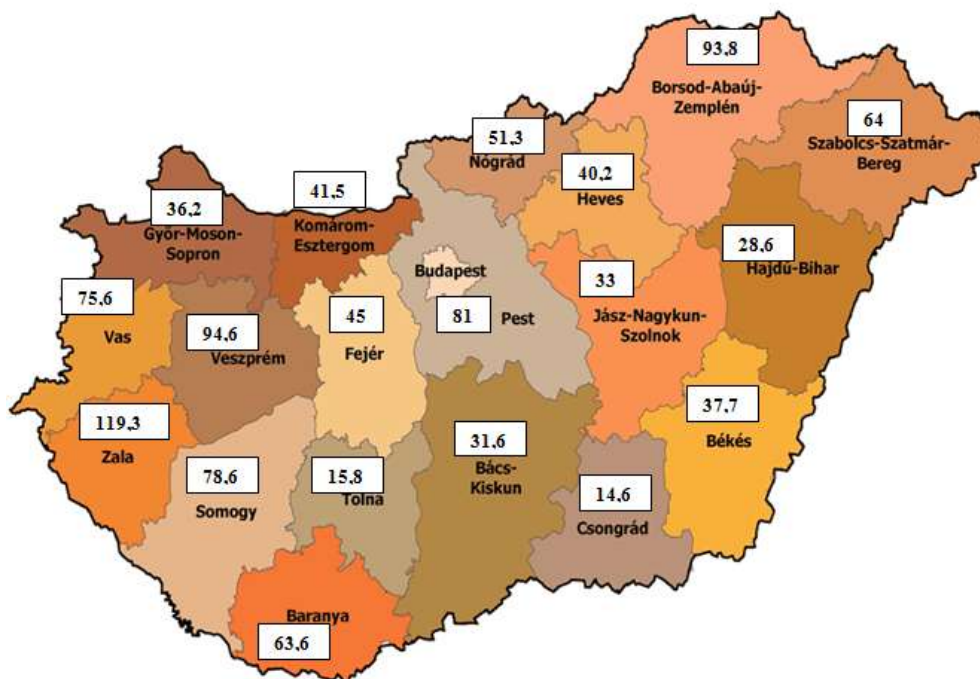 93,8
Borsod-Abaúj-
Zemplén
64
Szabolcs-Szatmár-
Bereg
51,3
Nógrád
40,2
Heves
36,2
Győr-Moson-
Sopron
41,5
Komárom-
Esztergom
28,6
Hajdú-Bihar
Budapest
81
Pest
33
Jász-Nagykun-
Szolnok
75,6
Vas
94,6
Veszprém
45
Fejér
119,3
Zala
37,7
Békés
78,6
Somogy
15,8
Tolna
31,6
Bács-
Kiskun
14,6
Csongrád
Baranya
63,6